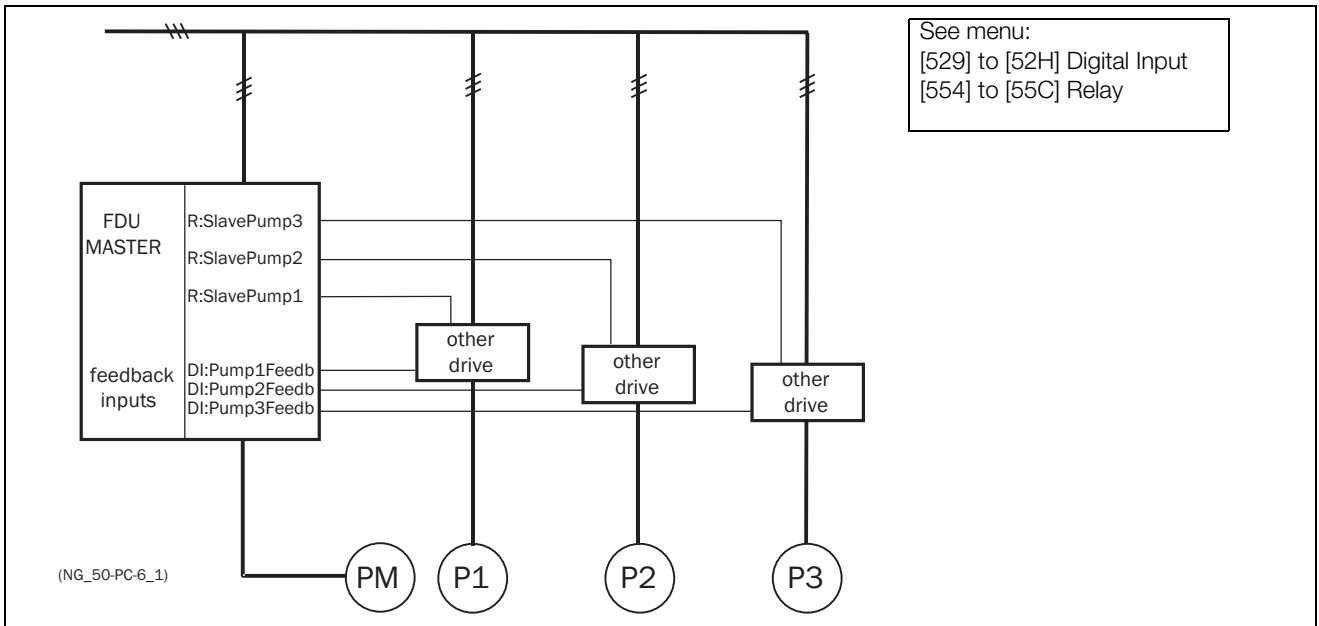 See menu:
[529] to [52H] Digital Input
[554] to [55C] Relay
FDU
MASTER
R:SlavePump3
R:SlavePump2
R:SlavePump1
feedback
inputs
DI:Pump1Feedb
DI:Pump2Feedb
DI:Pump3Feedb
other
drive
other
drive
other
drive
(NG_50-PC-6_1)
PM
P1
P2
P3